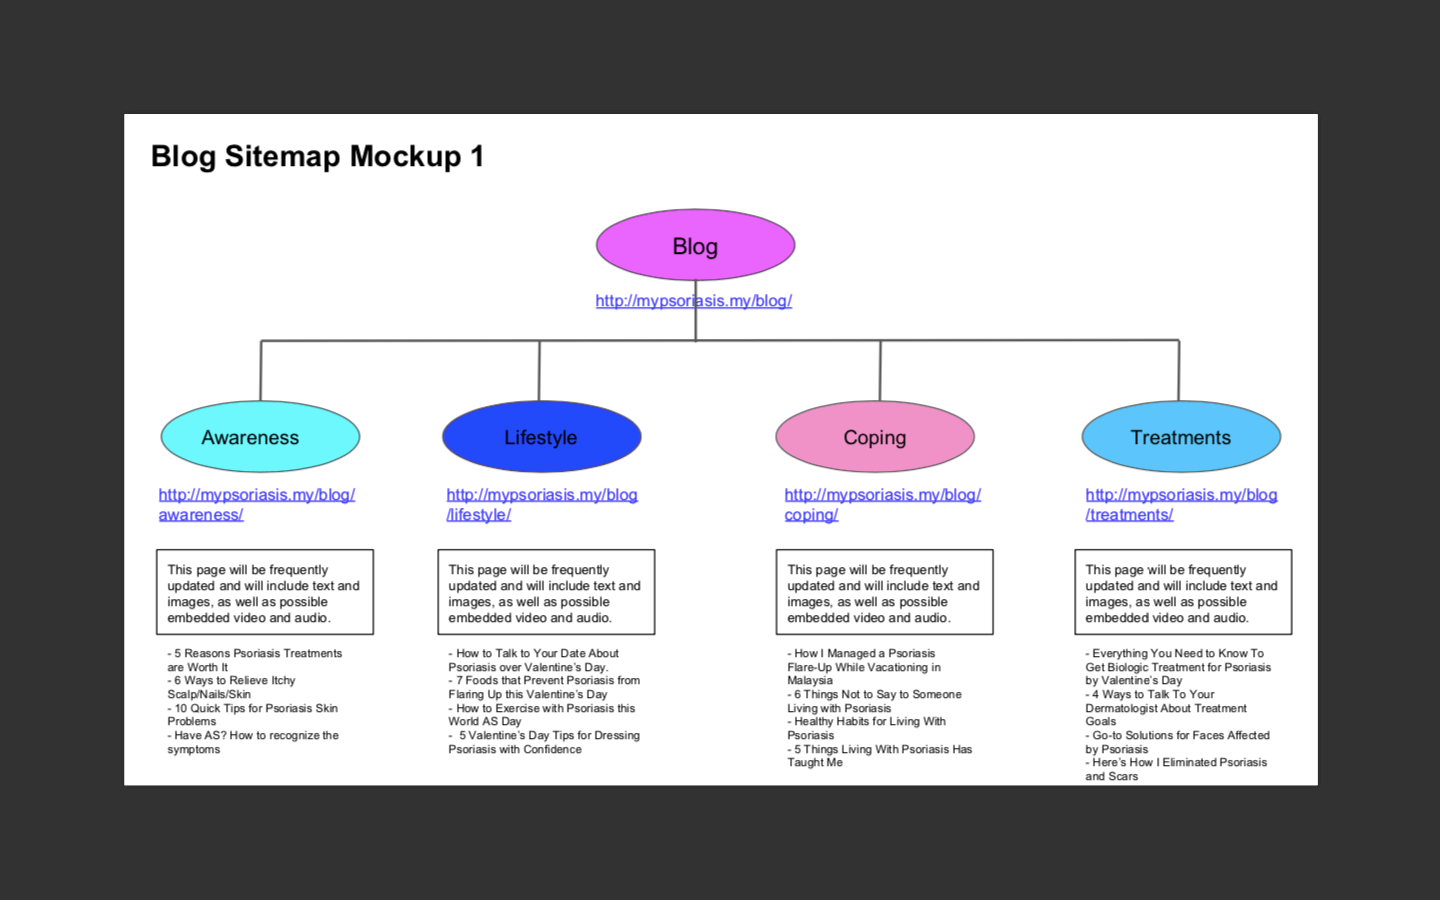 Blog Sitemap Mockup 1
Blog
http://mypsoriasis.my/blog/
Awareness
http://mypsoriasis.my/blog/
awareness/
This page will be frequently
updated and will include text and
images, as well as possible
embedded video and audio.
- 5 Reasons Psoriasis Treatments
are Worth It
- 6 Ways to Relieve Itchy
Scalp/Nails/Skin
- 10 Quick Tips for Psoriasis Skin
Problems
- Have AS? How to recognize the
symptoms
Lifestyle
http://mypsoriasis.my/blog
/lifestyle/
This page will be frequently
updated and will include text and
images, as well as possible
embedded video and audio.
- How to Talk to Your Date About
Psoriasis over Valentine's Day.
- 7 Foods that Prevent Psoriasis from
Flaring Up this Valentine's Day
- How to Exercise with Psoriasis this
World AS Day
- 5 Valentine's Day Tips for Dressing
Psoriasis with Confidence
Coping
http://mypsoriasis.my/blog/
coping/
This page will be frequently
updated and will include text and
images, as well as possible
embedded video and audio.
- How I Managed a Psoriasis
Flare-Up While Vacationing in
Malaysia
- 6 Things Not to Say to Someone
Living with Psoriasis
- Healthy Habits for Living With
Psoriasis
- 5 Things Living With Psoriasis Has
Taught Me
Treatments
http://mypsoriasis.my/blog
/treatments/
This page will be frequently
updated and will include text and
images, as well as possible
embedded video and audio.
- Everything You Need to Know To
Get Biologic Treatment for Psoriasis
by Valentine's Day
- 4 Ways to Talk To Your
Dermatologist About Treatment
Goals
- Go-to Solutions for Faces Affected
by Psoriasis
- Here's How I Eliminated Psoriasis
and Scars